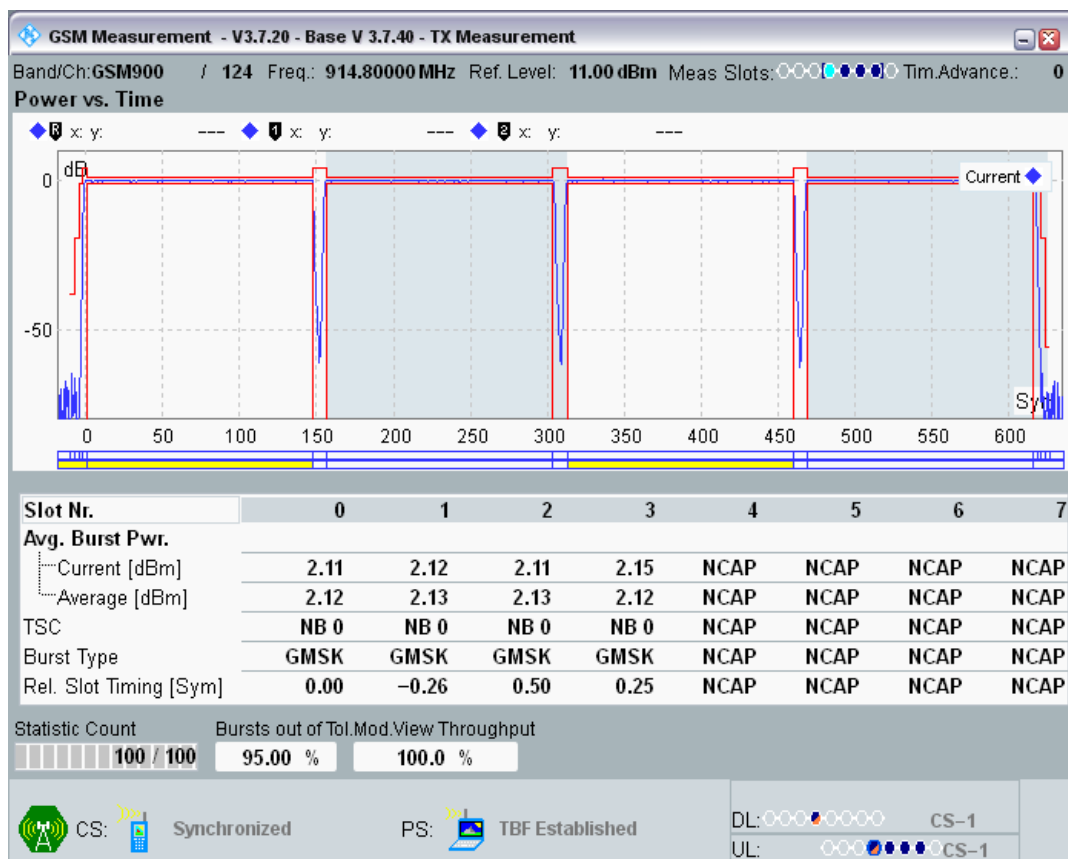 GSM Measurement - V3.7.20 - Base V 3.7.40 - TX Measurement
Band/Ch:GSM900 / 124 Freq.: 914.80000 MHz Ref. Level: 11.00 dBm Meas Slots: Tim.Advance.: 0
Power vs. Time
R x: y: --- 1 x: y: --- 2 x: y: ---
dB
Current
0
-50
Sym
0 50 100 150 200 250 300 350 400 450 500 550 600
Slot Nr. 0 1 2 3 4 5 6 7
Avg. Burst Pwr.
Current [dBm] 2.11 2.12 2.11 2.15 NCAP NCAP NCAP NCAP
Average [dBm] 2.12 2.13 2.13 2.12 NCAP NCAP NCAP NCAP
TSC NB 0 NB 0 NB 0 NB 0 NCAP NCAP NCAP NCAP
Burst Type GMSK GMSK GMSK GMSK NCAP NCAP NCAP NCAP
Rel. Slot Timing [Sym] 0.00 −0.26 0.50 0.25 NCAP NCAP NCAP NCAP
Statistic Count Bursts out of Tol.Mod.View Throughput
100 / 100 95.00 % 100.0 %
CS: Synchronized PS: TBF Established DL: CS−1
UL: CS−1